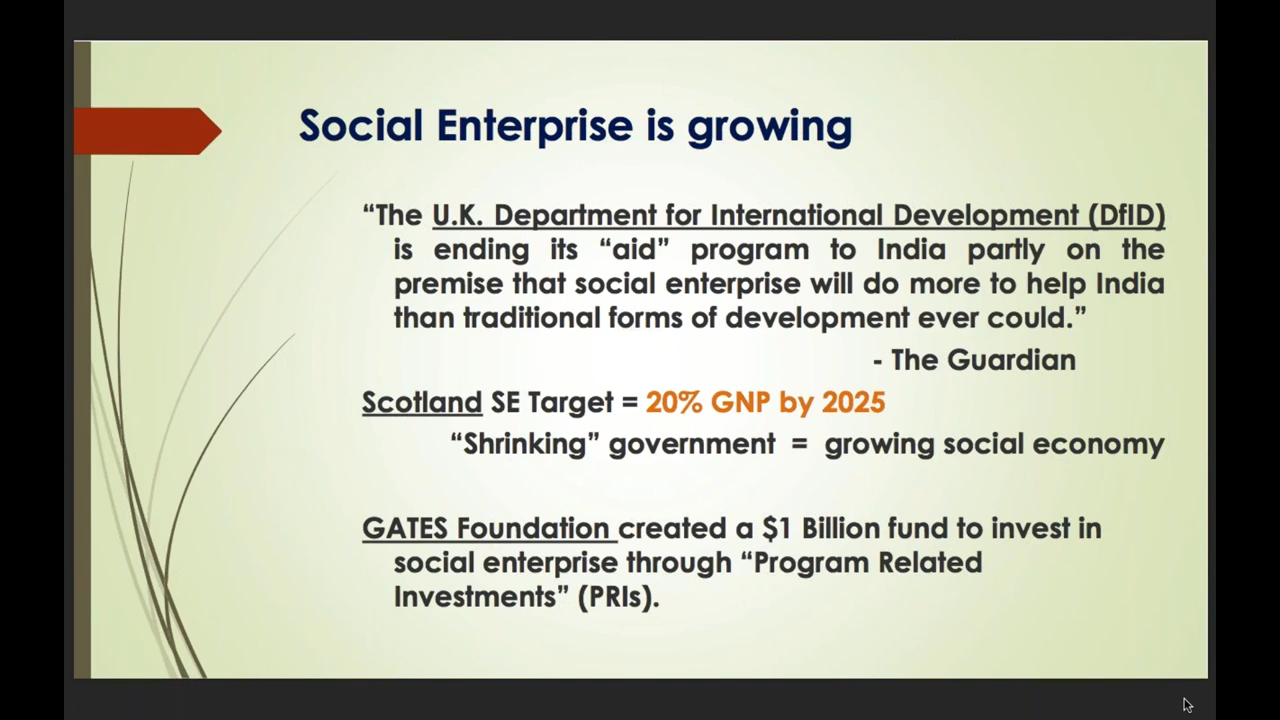 Social Enterprise is growing
“The U.K. Department for International Development (DfID)
is ending its “aid” program to India partly on the
premise that social enterprise will do more to help India
than traditional forms of development ever could.”
- The Guardian
Scotland SE Target = 20% GNP by 2025
“Shrinking” government = growing social economy
GATES Foundation created a $1 Billion fund to invest in
social enterprise through “Program Related
Investments” (PRIs).